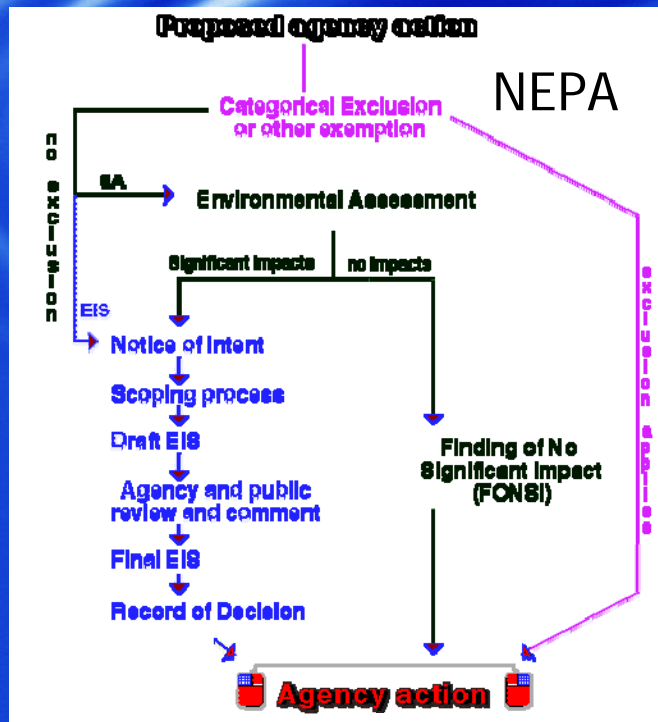 Proposed agency action
NEPA
Categorical Exclusion
or other exemption
no exclusion
EA
Environmental Assessment
Significant Impacts
no impacts
exclusion applies
EIS
Notice of Intent
Scoping process
Draft EIS
Agency and public
review and comment
Final EIS
Record of Decision
Finding of No
Significant Impact
(FONSI)
Agency action